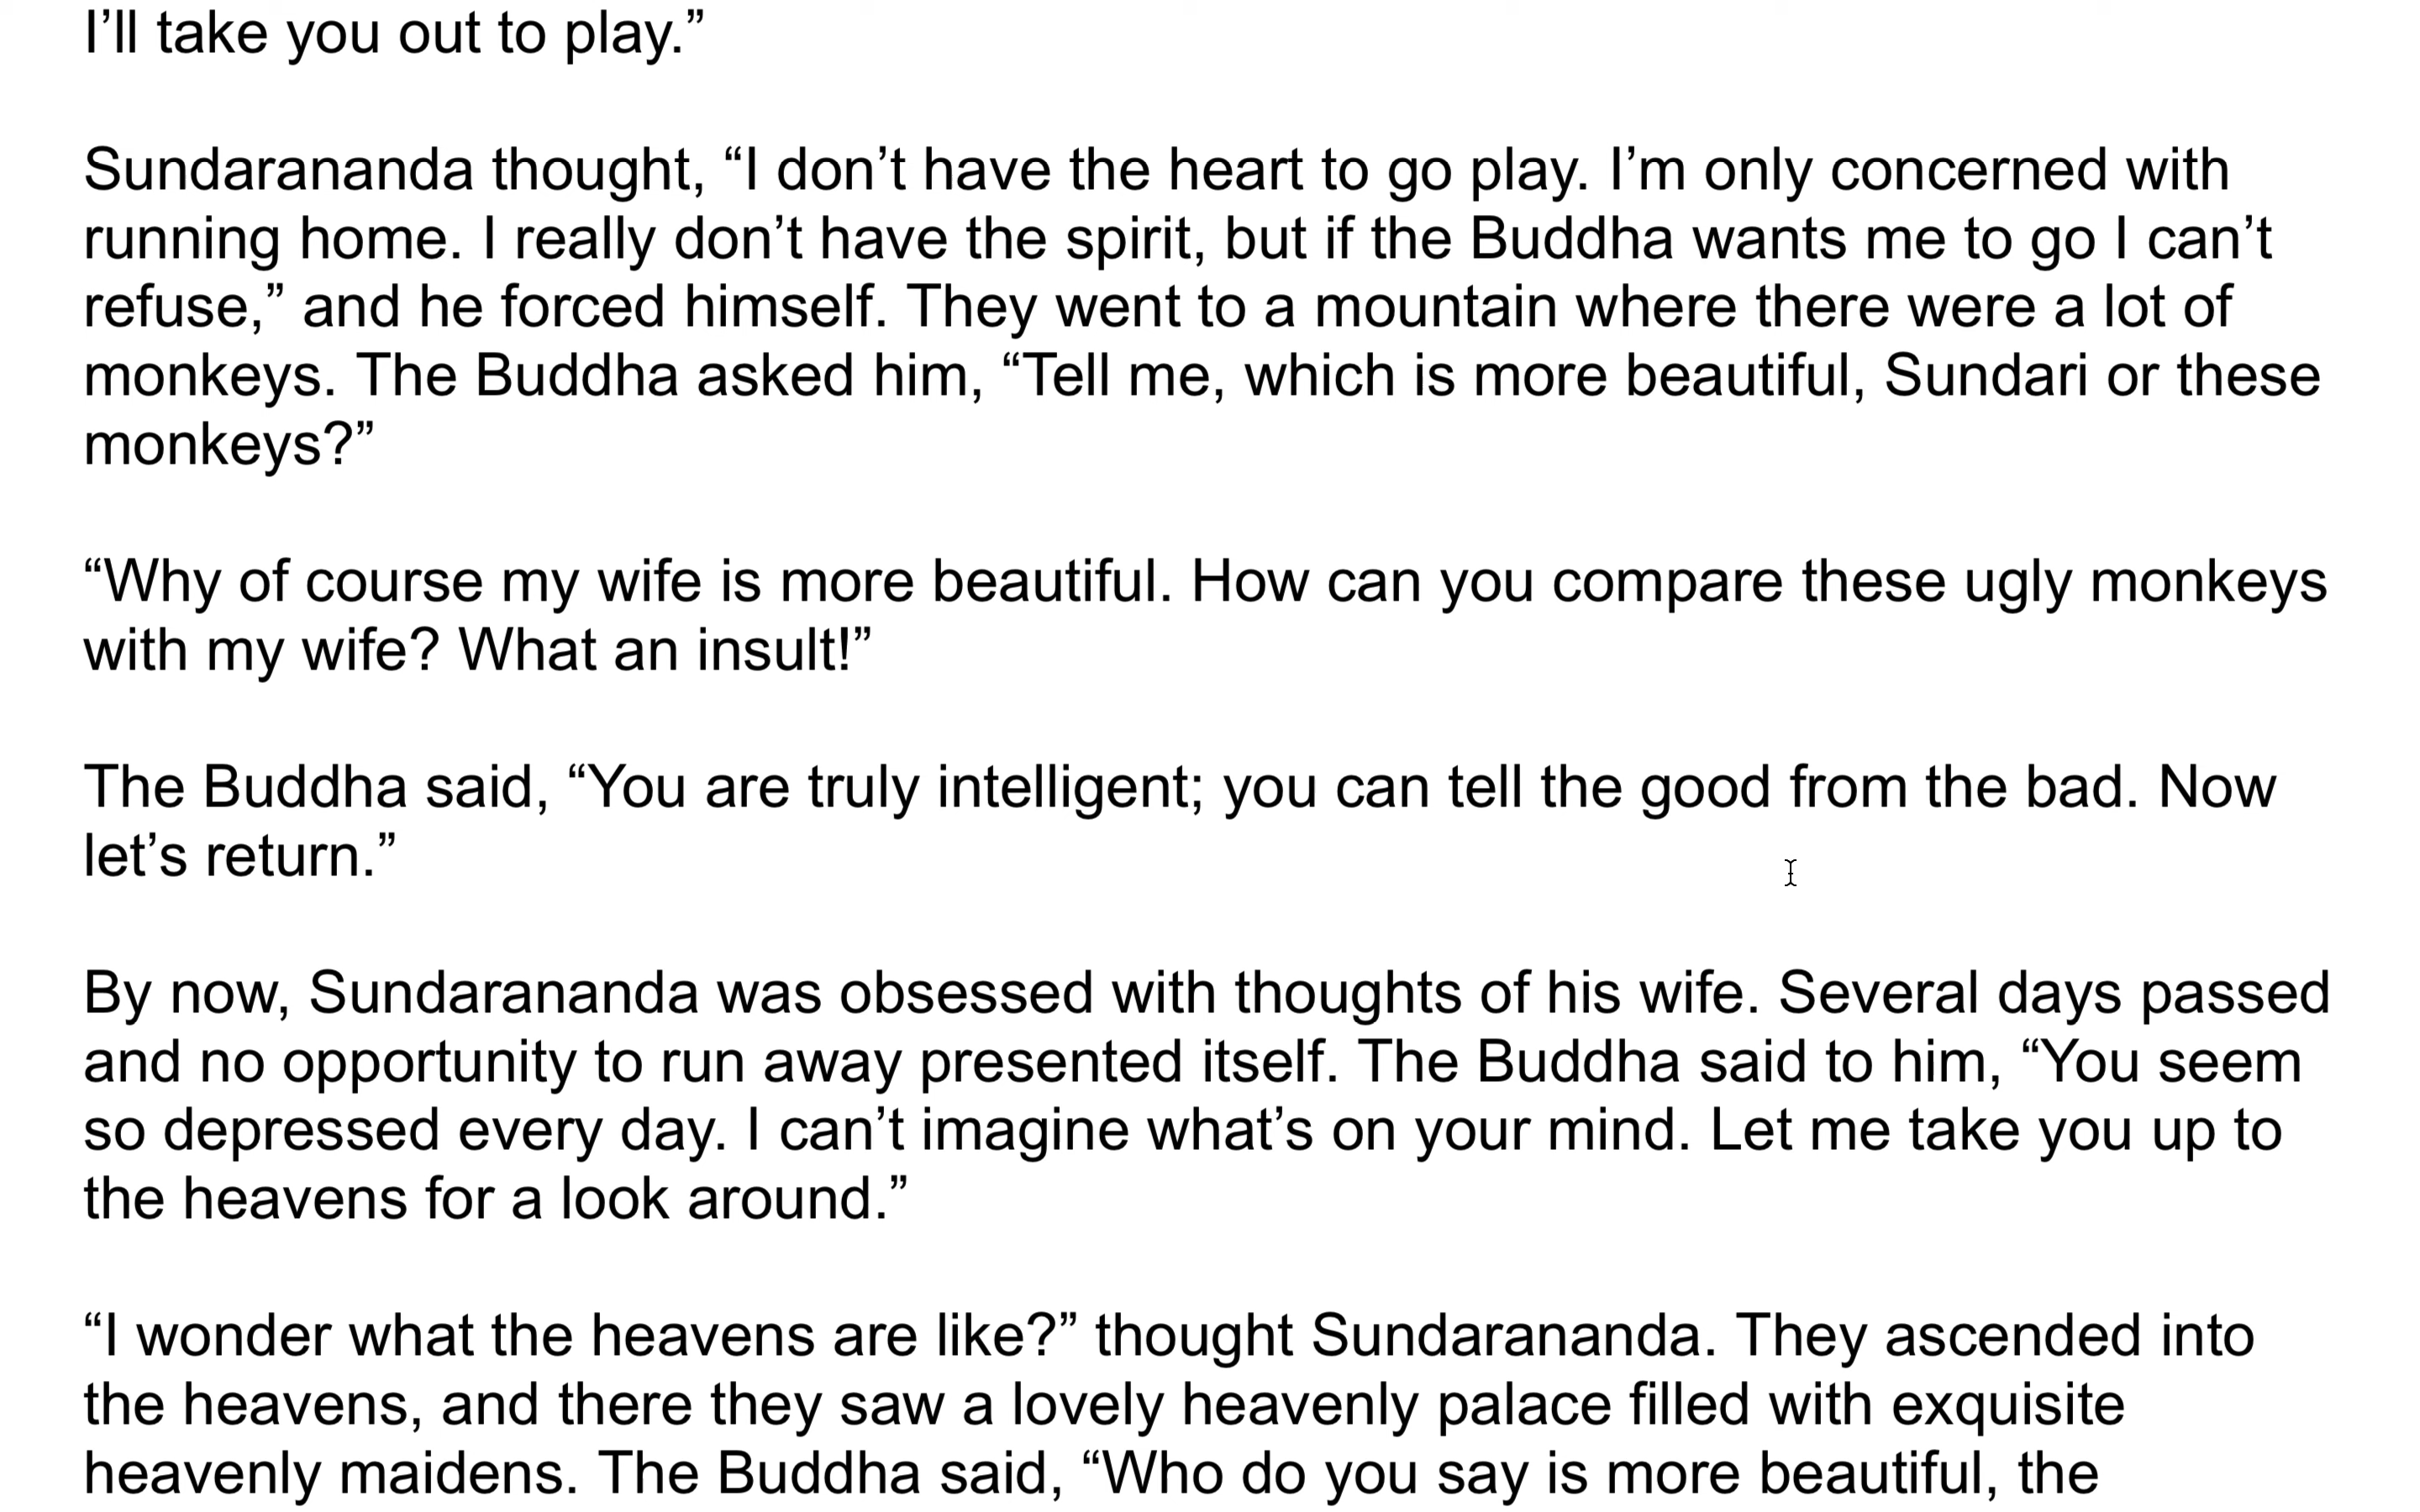 I’ll take you out to play.”
Sundarananda thought, “I don’t have the heart to go play. I’m only concerned with
running home. I really don’t have the spirit, but if the Buddha wants me to go I can’t
refuse,” and he forced himself. They went to a mountain where there were a lot of
monkeys. The Buddha asked him, “Tell me, which is more beautiful, Sundari or these
monkeys?”
“Why of course my wife is more beautiful. How can you compare these ugly monkeys
with my wife? What an insult!”
The Buddha said, “You are truly intelligent; you can tell the good from the bad. Now
let’s return.”
By now, Sundarananda was obsessed with thoughts of his wife. Several days passed
and no opportunity to run away presented itself. The Buddha said to him, “You seem
so depressed every day. I can’t imagine what’s on your mind. Let me take you up to
the heavens for a look around.”
“I wonder what the heavens are like?” thought Sundarananda. They ascended into
the heavens, and there they saw a lovely heavenly palace filled with exquisite
heavenly maidens. The Buddha said, “Who do you say is more beautiful, the